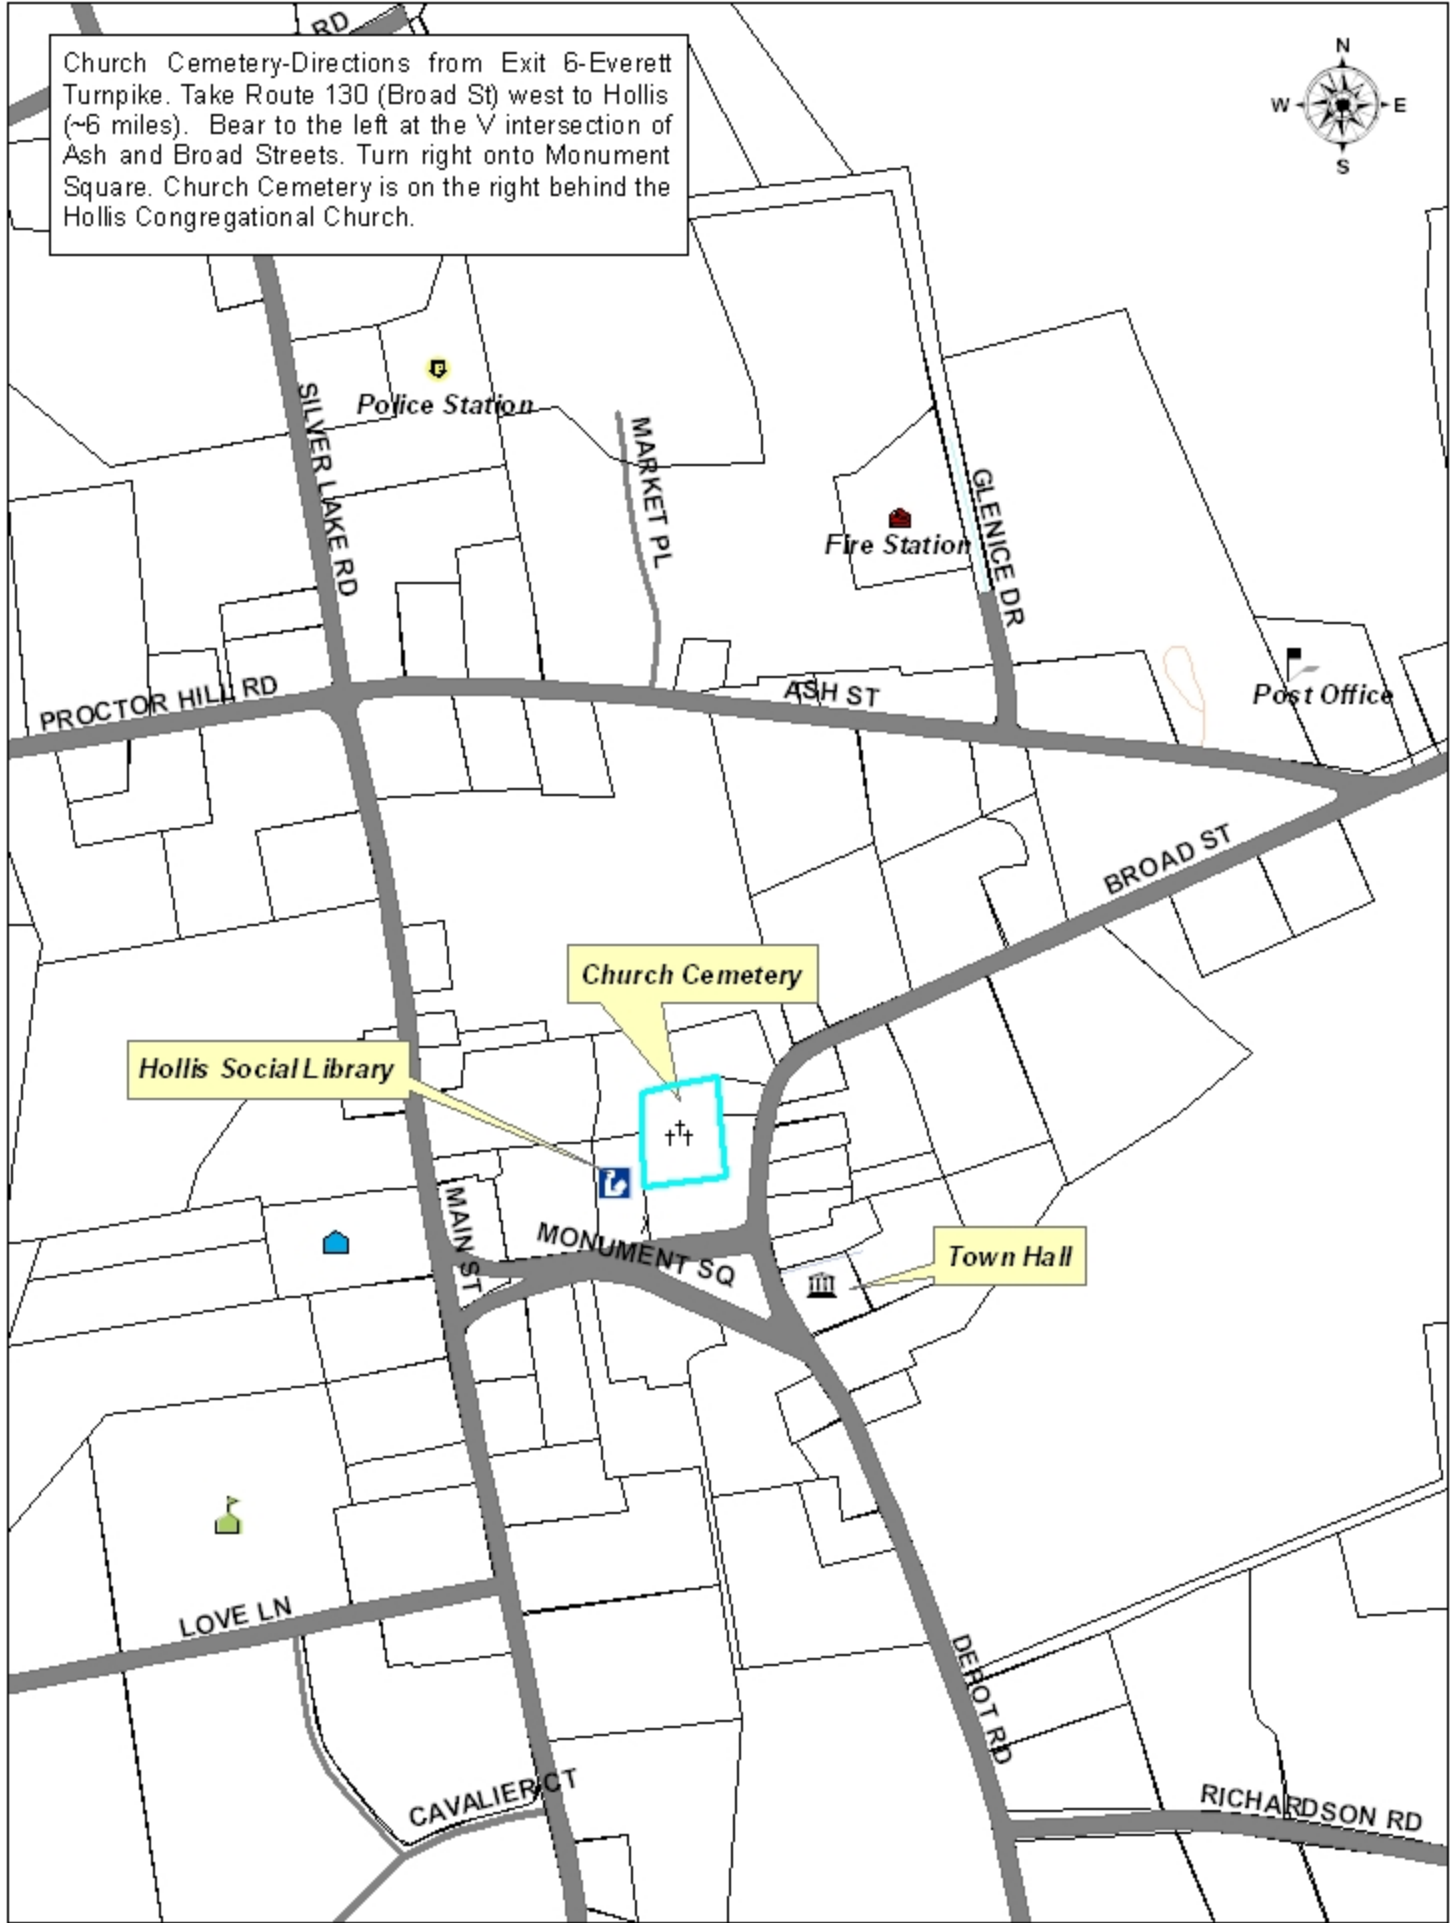 RD
Church Cemetery-Directions from Exit 6-Everett
Turnpike. Take Route 130 (Broad St) west to Hollis
(~6 miles). Bear to the left at the V intersection of
Ash and Broad Streets. Turn right onto Monument
Square. Church Cemetery is on the right behind the
Hollis Congregational Church.
N
W E
S
Police Station
SILVER LAKE RD
MARKET PL
Fire Station
GLENICE DR
PROCTOR HILL RD
ASH ST
Post Office
BROAD ST
Church Cemetery
Hollis Social Library
MAIN ST
MONUMENT SQ
Town Hall
LOVE LN
DEPOT RD
CAVALIER CT
RICHARDSON RD